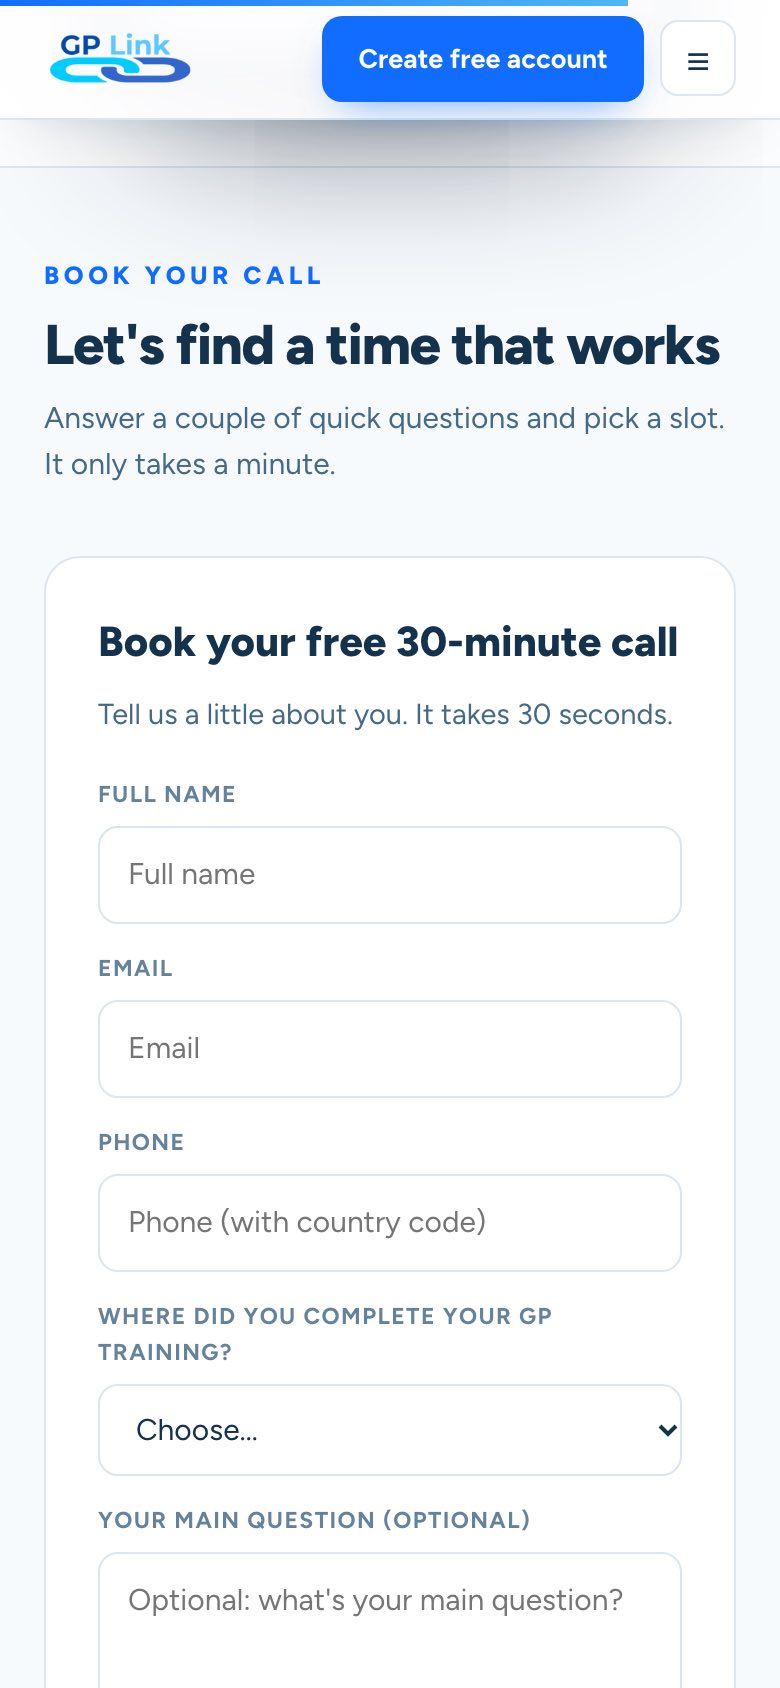 GP Link
Create free account
BOOK YOUR CALL
Let's find a time that works
Answer a couple of quick questions and pick a slot.
It only takes a minute.
Book your free 30-minute call
Tell us a little about you. It takes 30 seconds.
FULL NAME
Full name
EMAIL
Email
PHONE
Phone (with country code)
WHERE DID YOU COMPLETE YOUR GP
TRAINING?
Choose...
YOUR MAIN QUESTION (OPTIONAL)
Optional: what's your main question?